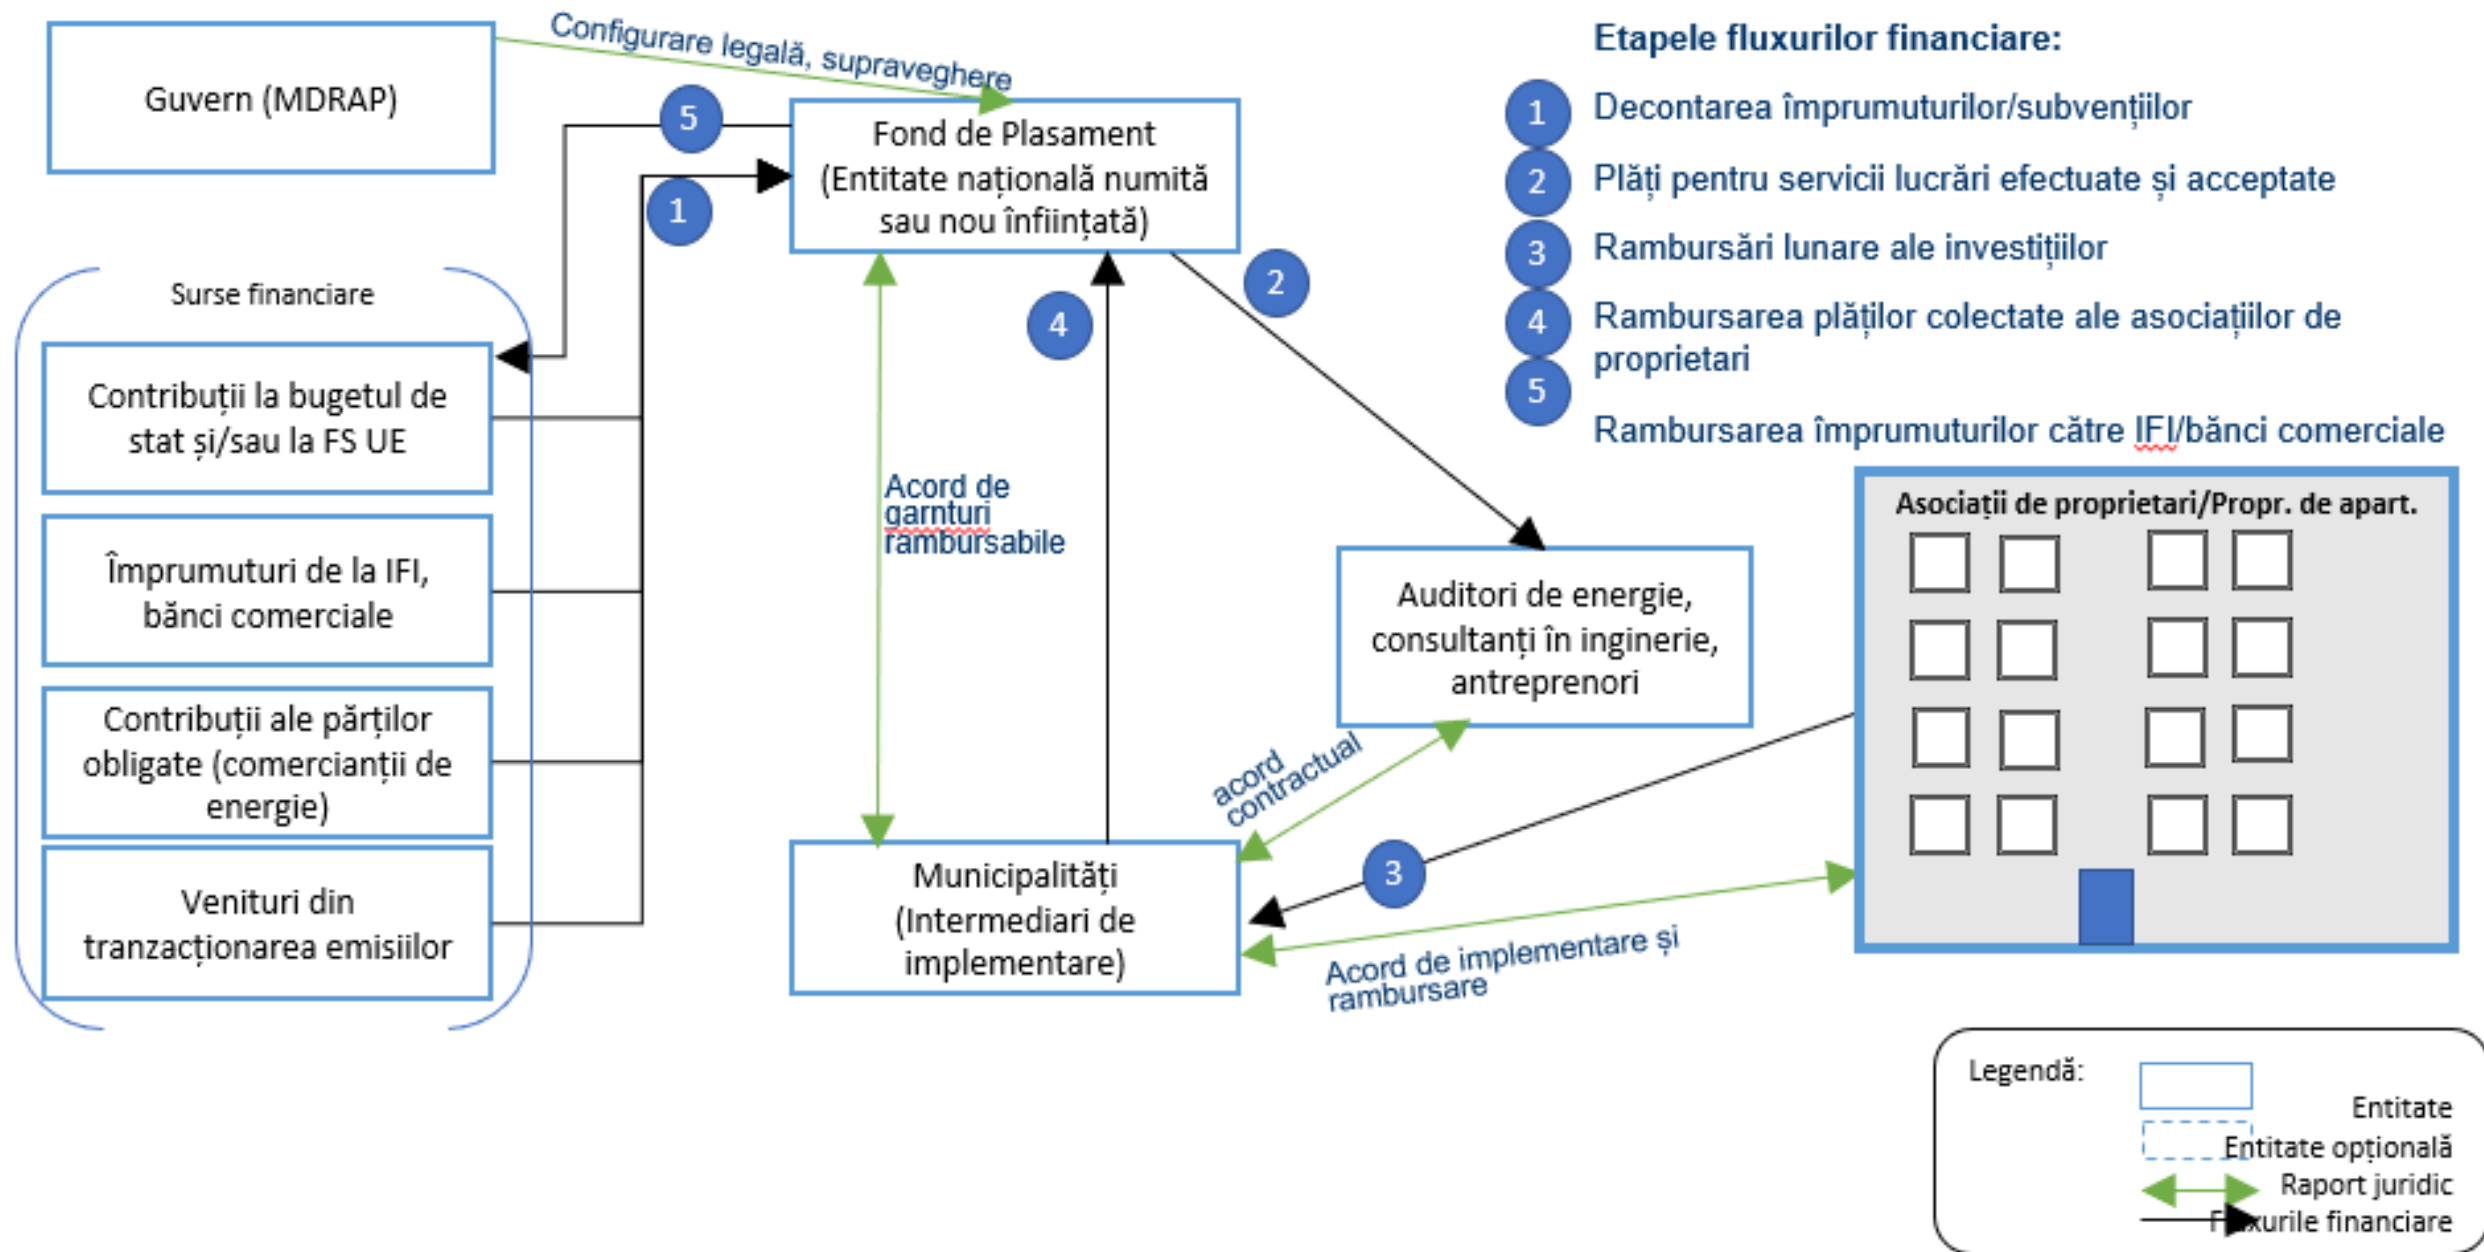 Configurare legală, supraveghere
Guvern (MDRAP)
5
1
Fond de Plasament
(Entitate națională numită
sau nou înființată)
Etapele fluxurilor financiare:
1 Decontarea împrumuturilor/subvențiilor
2 Plăți pentru servicii lucrări efectuate și acceptate
3 Rambursări lunare ale investițiilor
4 Rambursarea plăților colectate ale asociațiilor de
proprietari
5
Rambursarea împrumuturilor către IFI/bănci comerciale
2
4
Surse financiare
Contribuții la bugetul de
stat și/sau la FS UE
Împrumuturi de la IFI,
bănci comerciale
Contribuții ale părților
obligate (comercianții de
energie)
Venituri din
tranzacționarea emisiilor
Acord de
garnturi
rambursabile
Auditori de energie,
consultanți în inginerie,
antreprenori
Asociații de proprietari/Propr. de apart.
acord
contractual
3
Municipalități
(Intermediari de
implementare)
Acord de implementare și
rambursare
Legendă:
Entitate
Entitate opțională
Raport juridic
Fluxurile financiare